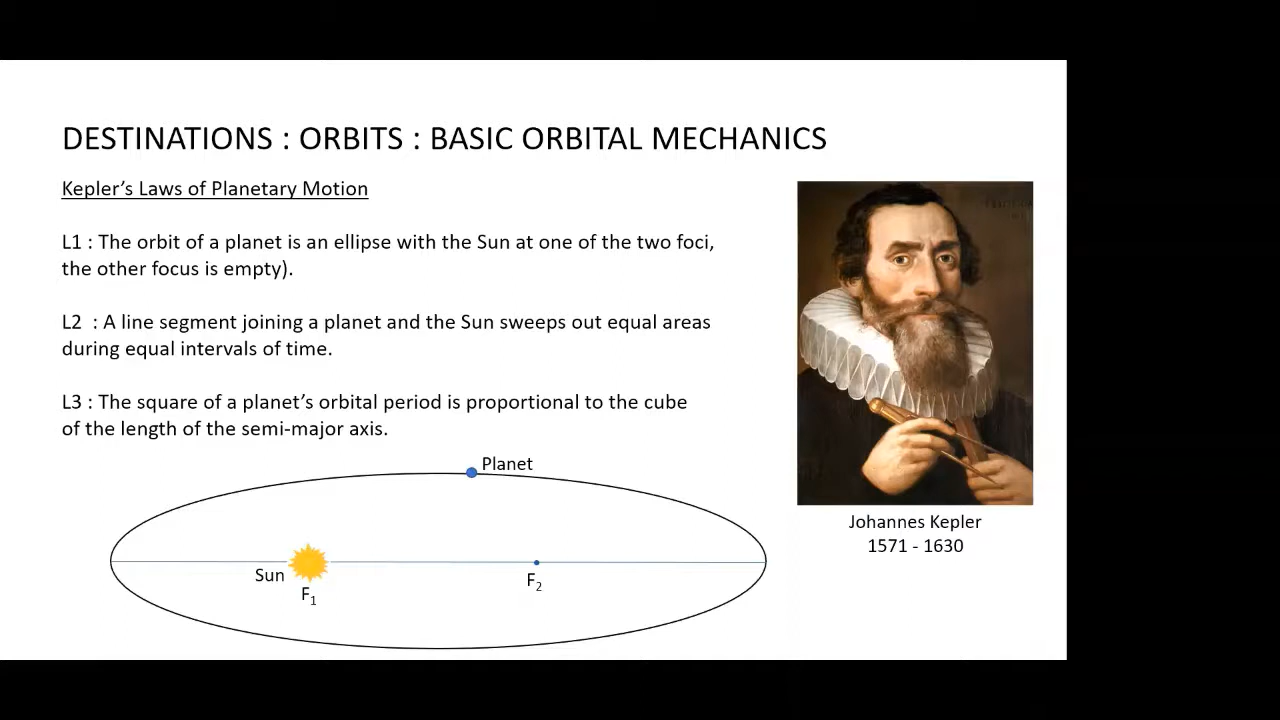 DESTINATIONS : ORBITS : BASIC ORBITAL MECHANICS
Kepler’s Laws of Planetary Motion
L1 : The orbit of a planet is an ellipse with the Sun at one of the two foci,
the other focus is empty).
L2  : A line segment joining a planet and the Sun sweeps out equal areas
during equal intervals of time.
L3 : The square of a planet’s orbital period is proportional to the cube
of the length of the semi-major axis.
Planet
Sun
F₁
F₂
Johannes Kepler
1571 - 1630